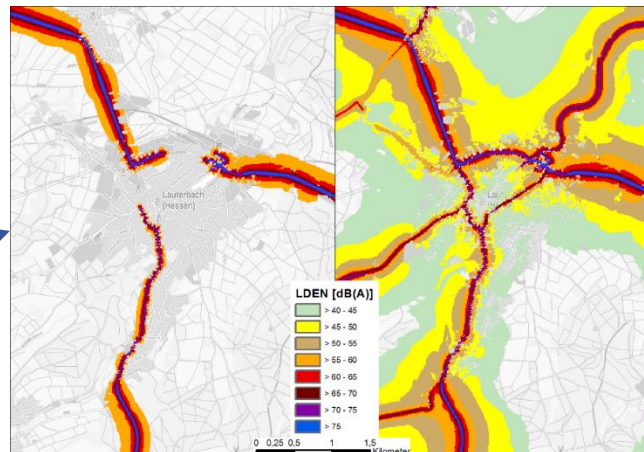 Lauterbach
(Hessen)
LDEN [dB(A)]
> 40 - 45
> 45 - 50
> 50 - 55
> 55 - 60
> 60 - 65
> 65 - 70
> 70 - 75
> 75
0 0,25 0,5 1 1,5
Kilometer